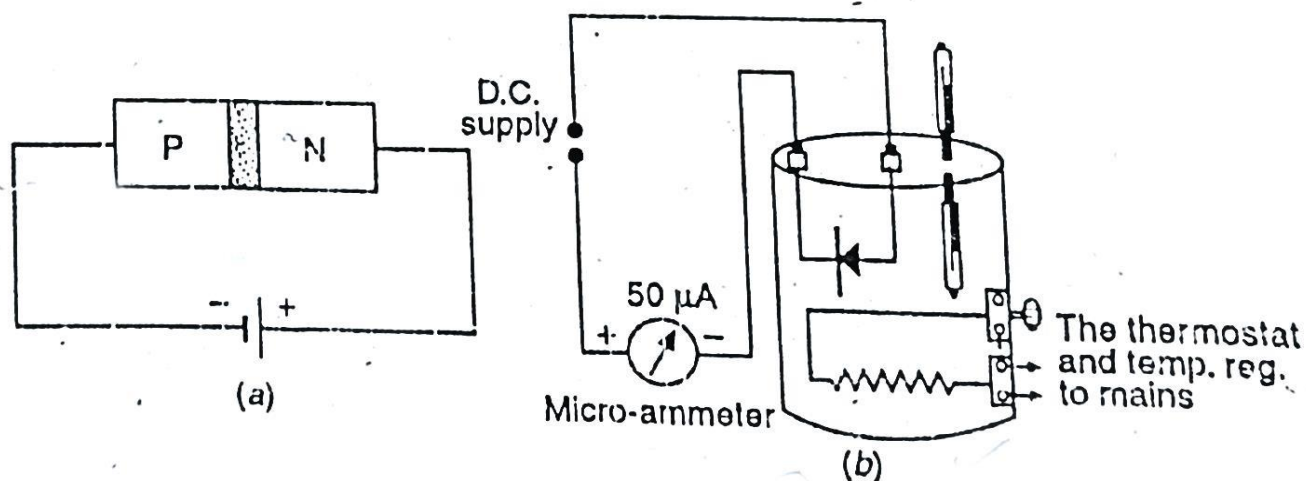 P N
- +
(a)
D.C.
supply
50 μA
+ -
Micro-ammeter
The thermostat
and temp. reg.
to mains
(b)